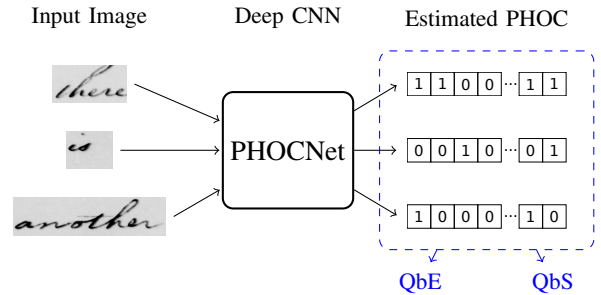 Input Image Deep CNN Estimated PHOC
there
1 1 0 0 ... 1 1
is
PHOCNet
0 0 1 0 ... 0 1
another
1 0 0 0 ... 1 0
QbE QbS